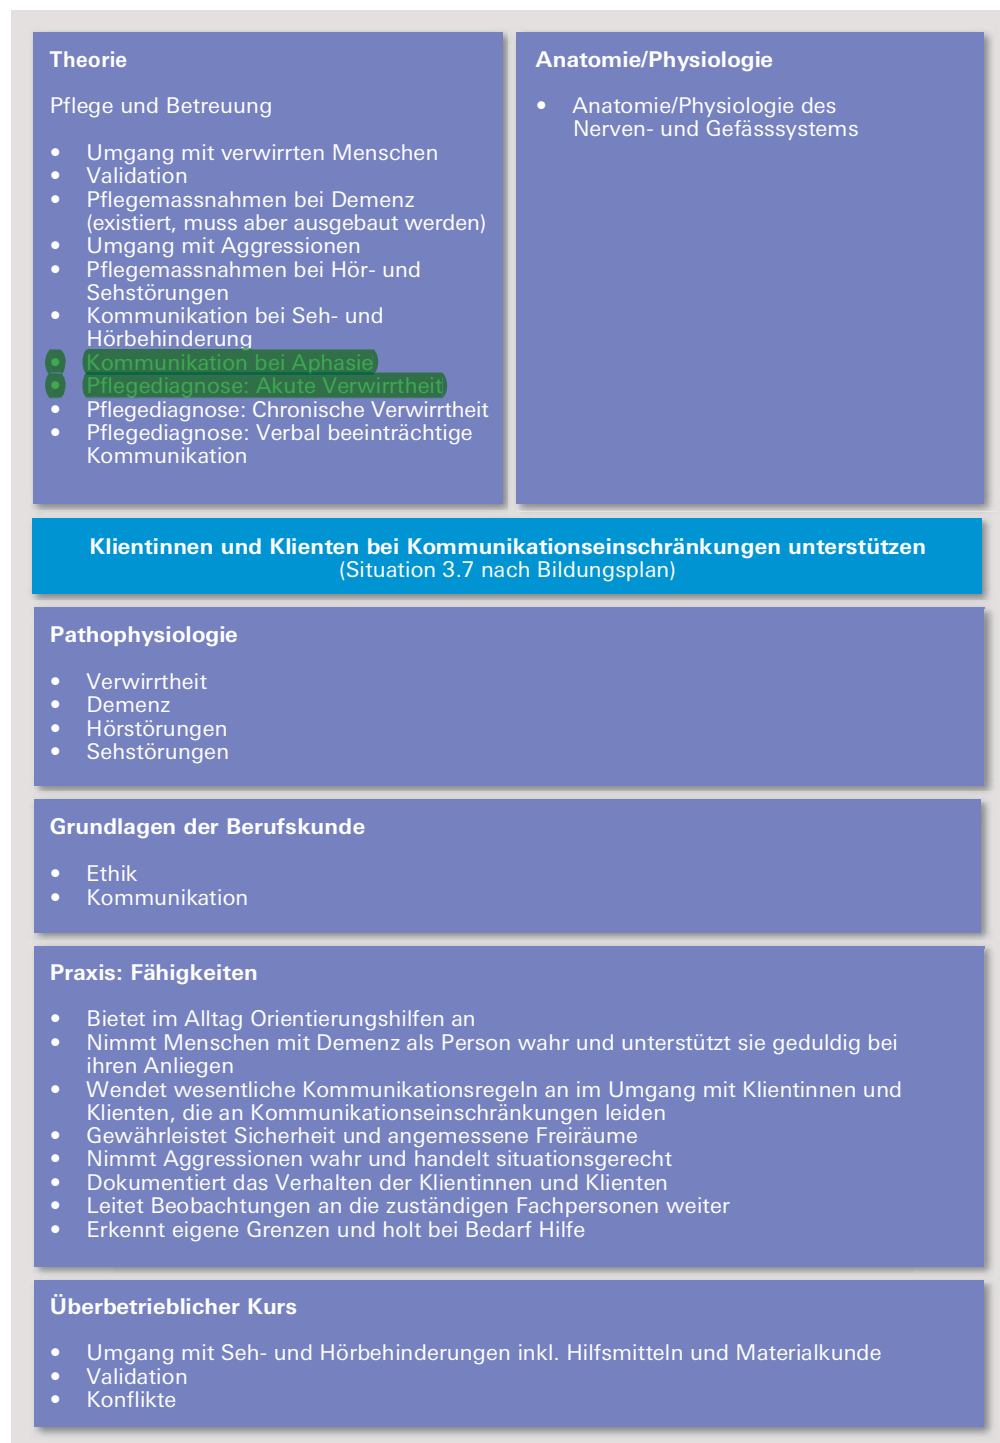 Theorie
Pflege und Betreuung
• Umgang mit verwirrten Menschen
• Validation
• Pflegemassnahmen bei Demenz
(existiert, muss aber ausgebaut werden)
• Umgang mit Aggressionen
• Pflegemassnahmen bei Hör- und
Sehstörungen
• Kommunikation bei Seh- und
Hörbehinderung
• Kommunikation bei Aphasie
• Pflegediagnose: Akute Verwirrtheit
• Pflegediagnose: Chronische Verwirrtheit
• Pflegediagnose: Verbal beeinträchtige
Kommunikation
Anatomie/Physiologie
• Anatomie/Physiologie des
Nerven- und Gefässsystems
Klientinnen und Klienten bei Kommunikationseinschränkungen unterstützen
(Situation 3.7 nach Bildungsplan)
Pathophysiologie
• Verwirrtheit
• Demenz
• Hörstörungen
• Sehstörungen
Grundlagen der Berufskunde
• Ethik
• Kommunikation
Praxis: Fähigkeiten
• Bietet im Alltag Orientierungshilfen an
• Nimmt Menschen mit Demenz als Person wahr und unterstützt sie geduldig bei
ihren Anliegen
• Wendet wesentliche Kommunikationsregeln an im Umgang mit Klientinnen und
Klienten, die an Kommunikationseinschränkungen leiden
• Gewährleistet Sicherheit und angemessene Freiräume
• Nimmt Aggressionen wahr und handelt situationsgerecht
• Dokumentiert das Verhalten der Klientinnen und Klienten
• Leitet Beobachtungen an die zuständigen Fachpersonen weiter
• Erkennt eigene Grenzen und holt bei Bedarf Hilfe
Überbetrieblicher Kurs
• Umgang mit Seh- und Hörbehinderungen inkl. Hilfsmitteln und Materialkunde
• Validation
• Konflikte